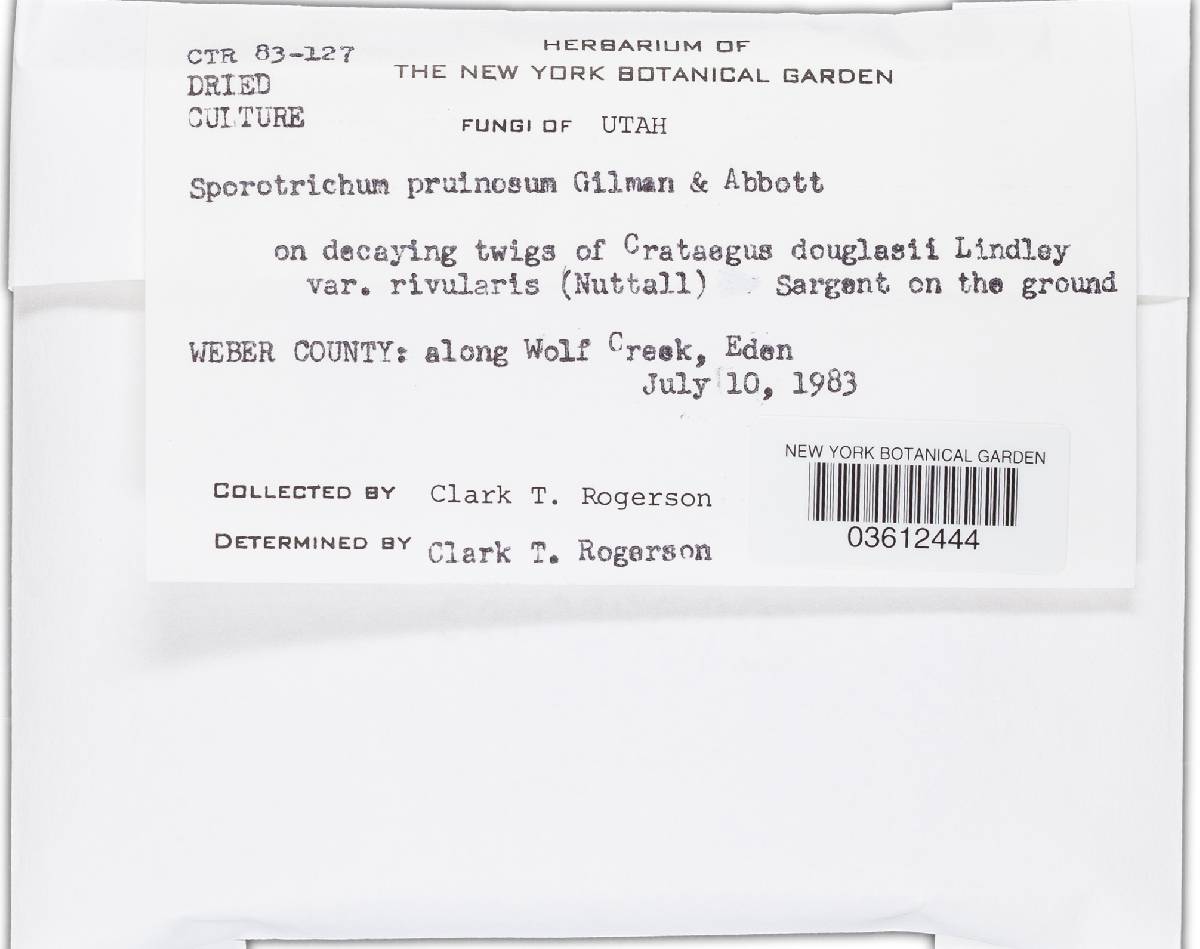 CTR 83-127
DRIED
CULTURE
HERBARIUM OF
THE NEW YORK BOTANICAL GARDEN
FUNGI OF UTAH
Sporotrichum pruinosum Gilman & Abbott
on decaying twigs of Crataegus douglasii Lindley
var. rivularis (Nuttall) Sargent on the ground
WEBER COUNTY: along Wolf Creek, Eden
July 10, 1983
COLLECTED BY Clark T. Rogerson
DETERMINED BY Clark T. Rogerson
NEW YORK BOTANICAL GARDEN
03612444